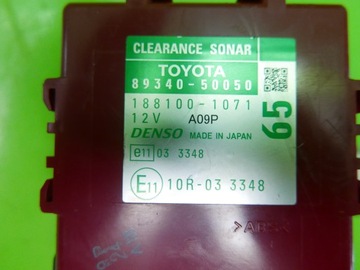 CLEARANCE SONAR
TOYOTA
89340-50050
188100-1071
12V A09P
DENSO MADE IN JAPAN
65
e11 03 3348
E11 10R-03 3348